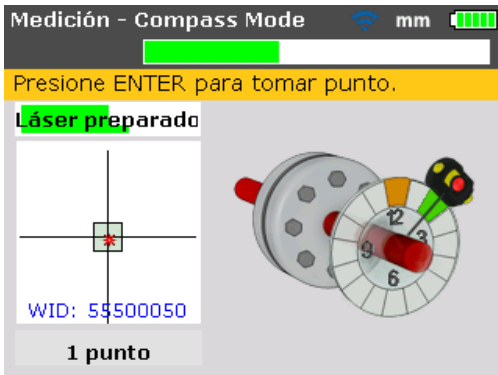 Medición - Compass Mode mm
Presione ENTER para tomar punto.
Láser preparado
12
3
9
6
WID: 55500050
1 punto